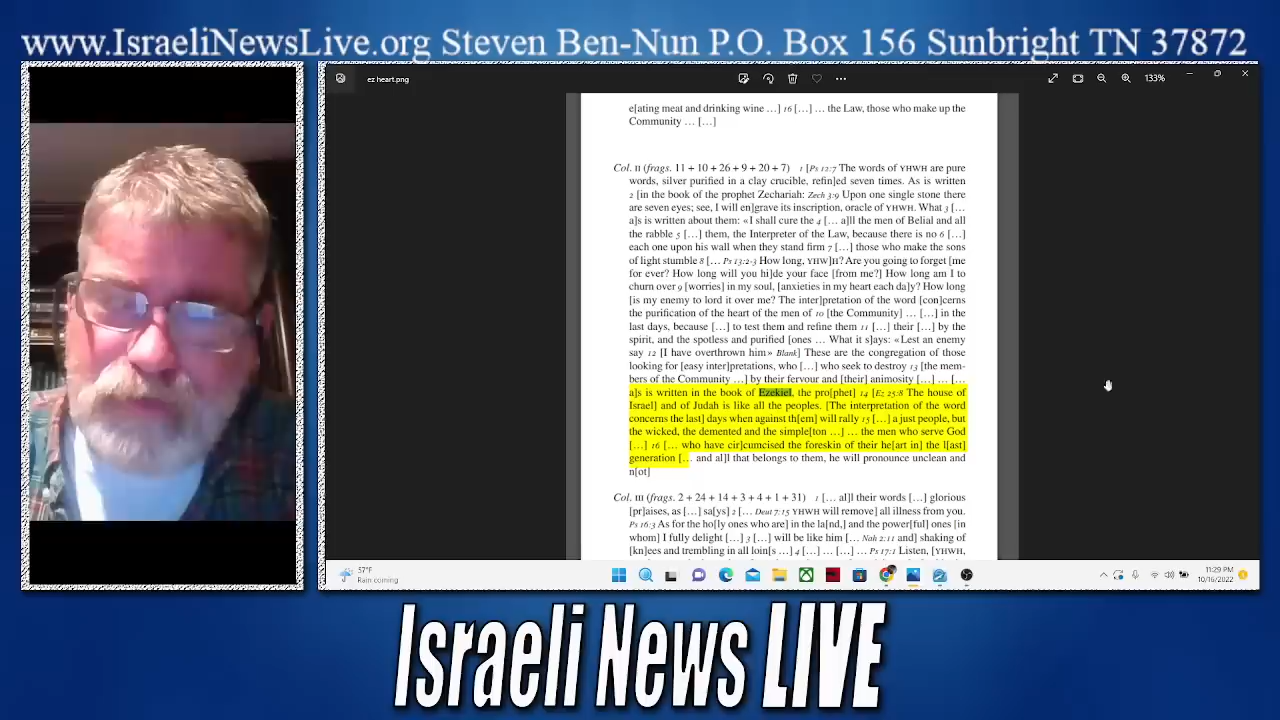 www.IsraeliNewsLive.org Steven Ben-Nun P.O. Box 156 Sunbright TN 37872
ez heart.png
133%
e[ating meat and drinking wine …] 16 […] … the Law, those who make up the
Community … […]
Col. II (frags. 11 + 10 + 26 + 9 + 20 + 7) 1 [Ps 12:7 The words of YHWH are pure
words, silver purified in a clay crucible, refin]ed seven times. As is written
2 [in the book of the prophet Zechariah: Zech 3:9 Upon one single stone there
are seven eyes; see, I will en]grave its inscription, oracle of YHWH. What 3 […
a]s is written about them: «I shall cure the 4 [… a]ll the men of Belial and all
the rabble 5 […] them, the Interpreter of the Law, because there is no 6 […]
each one upon his wall when they stand firm 7 […] those who make the sons
of light stumble 8 [… Ps 13:2-3 How long, YHW]H? Are you going to forget [me
for ever? How long will you hi]de your face [from me?] How long am I to
churn over 9 [worries] in my soul, [anxieties in my heart each da]y? How long
[is my enemy to lord it over me? The inter]pretation of the word [con]cerns
the purification of the heart of the men of 10 [the Community] … […] in the
last days, because […] to test them and refine them 11 […] their […] by the
spirit, and the spotless and purified [ones … What it s]ays: «Lest an enemy
say 12 [I have overthrown him» Blank] These are the congregation of those
looking for [easy inter]pretations, who […] who seek to destroy 13 [the mem-
bers of the Community …] by their fervour and [their] animosity […] … […
a]s is written in the book of Ezekiel, the pro[phet] 14 [Ez 25:8 The house of
Israel] and of Judah is like all the peoples. [The interpretation of the word
concerns the last] days when against th[em] will rally 15 […] a just people, but
the wicked, the demented and the simple[ton …] … the men who serve God
[…] 16 [… who have cir]cumcised the foreskin of their he[art in] the l[ast]
generation [… and al]l that belongs to them, he will pronounce unclean and
n[ot]
Col. III (frags. 2 + 24 + 14 + 3 + 4 + 1 + 31) 1 [… al]l their words […] glorious
[pr]aises, as […] sa[ys] 2 [… Deut 7:15 YHWH will remove] all illness from you.
Ps 16:3 As for the ho[ly ones who are] in the la[nd,] and the power[ful] ones [in
whom] I fully delight […] 3 […] will be like him [… Nah 2:11 and] shaking of
[kn]ees and trembling in all loin[s …] 4 […] … […] … Ps 17:1 Listen, [YHWH,
57°F
Rain coming
11:29 PM
10/16/2022
Israeli News LIVE